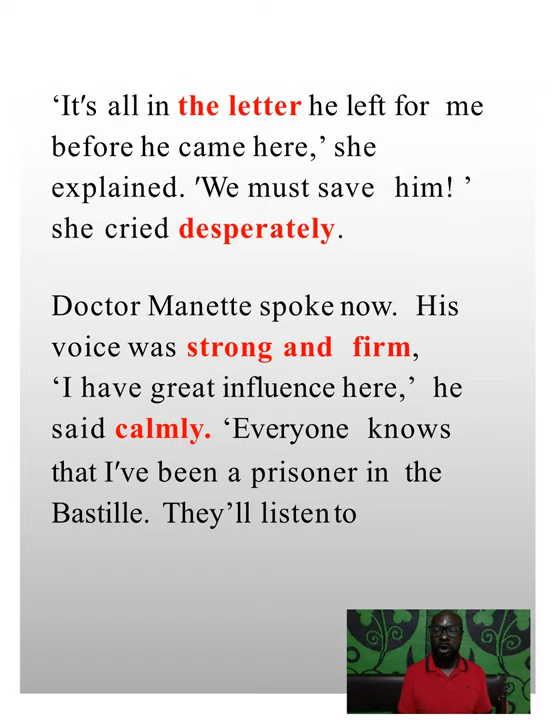 ‘It's all in the letter he left for me
before he came here,’ she
explained. 'We must save him! ’
she cried desperately.
Doctor Manette spoke now. His
voice was strong and firm,
‘I have great influence here,’ he
said calmly. ‘Everyone knows
that I've been a prisoner in the
Bastille. They’ll listen to